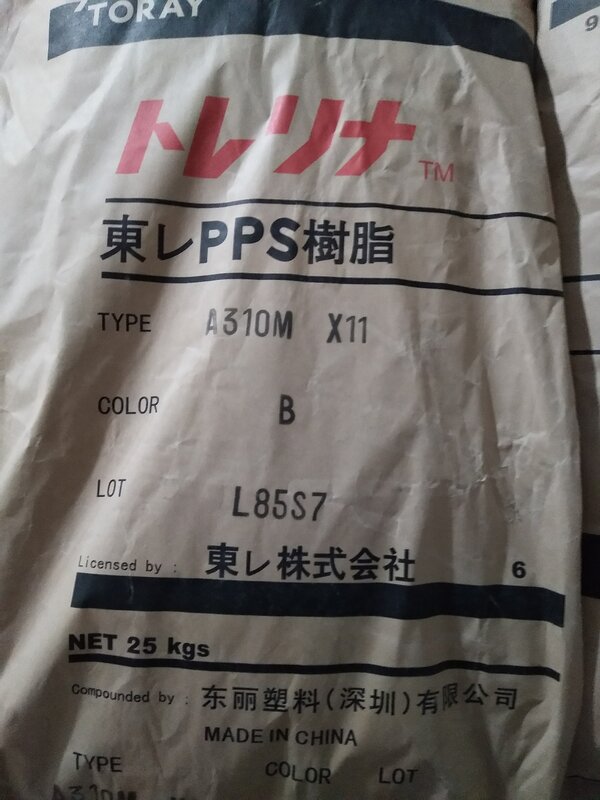 TORAY
トレリナ TM
東レPPS樹脂
TYPE A310M X11
COLOR B
LOT L85S7
Licensed by : 東レ株式会社 6
NET 25 kgs
Compounded by : 东丽塑料(深圳)有限公司
MADE IN CHINA
TYPE COLOR LOT
A310M
9